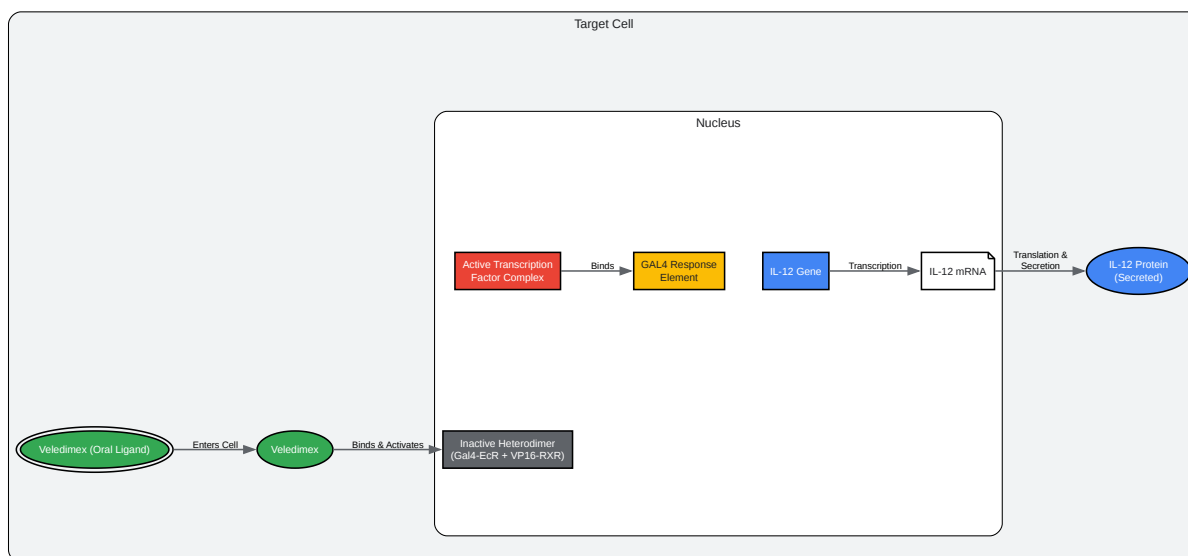 Target Cell
Nucleus
Active Transcription
Factor Complex
Binds
GAL4 Response
Element
IL-12 Gene
Transcription
IL-12 mRNA
Translation &
Secretion
IL-12 Protein
(Secreted)
Veledimex (Oral Ligand)
Enters Cell
Veledimex
Binds & Activates
Inactive Heterodimer
(Gal4-EcR + VP16-RXR)